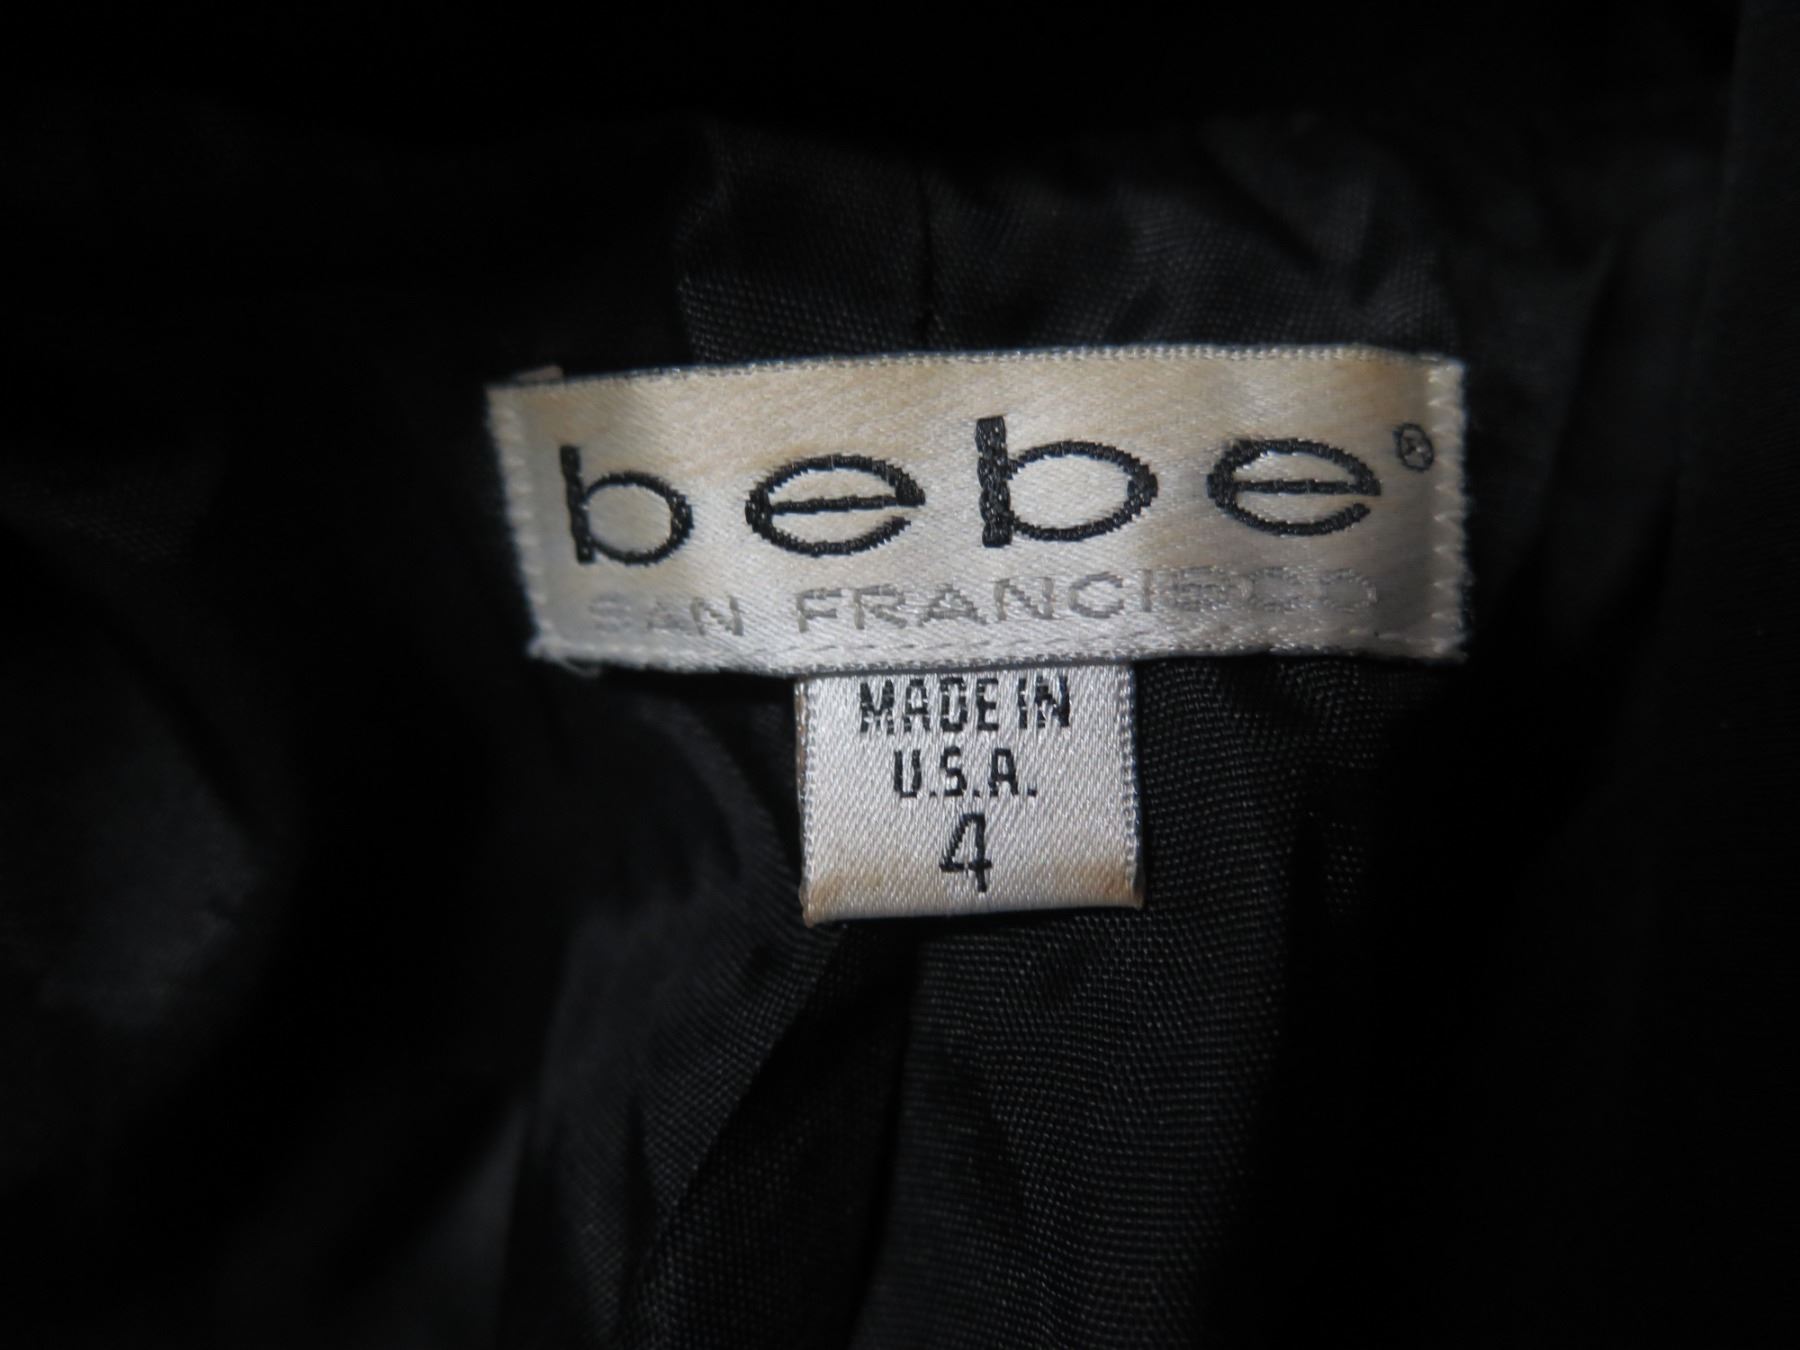 bebe®
SAN FRANCISCO
MADE IN
U.S.A.
4